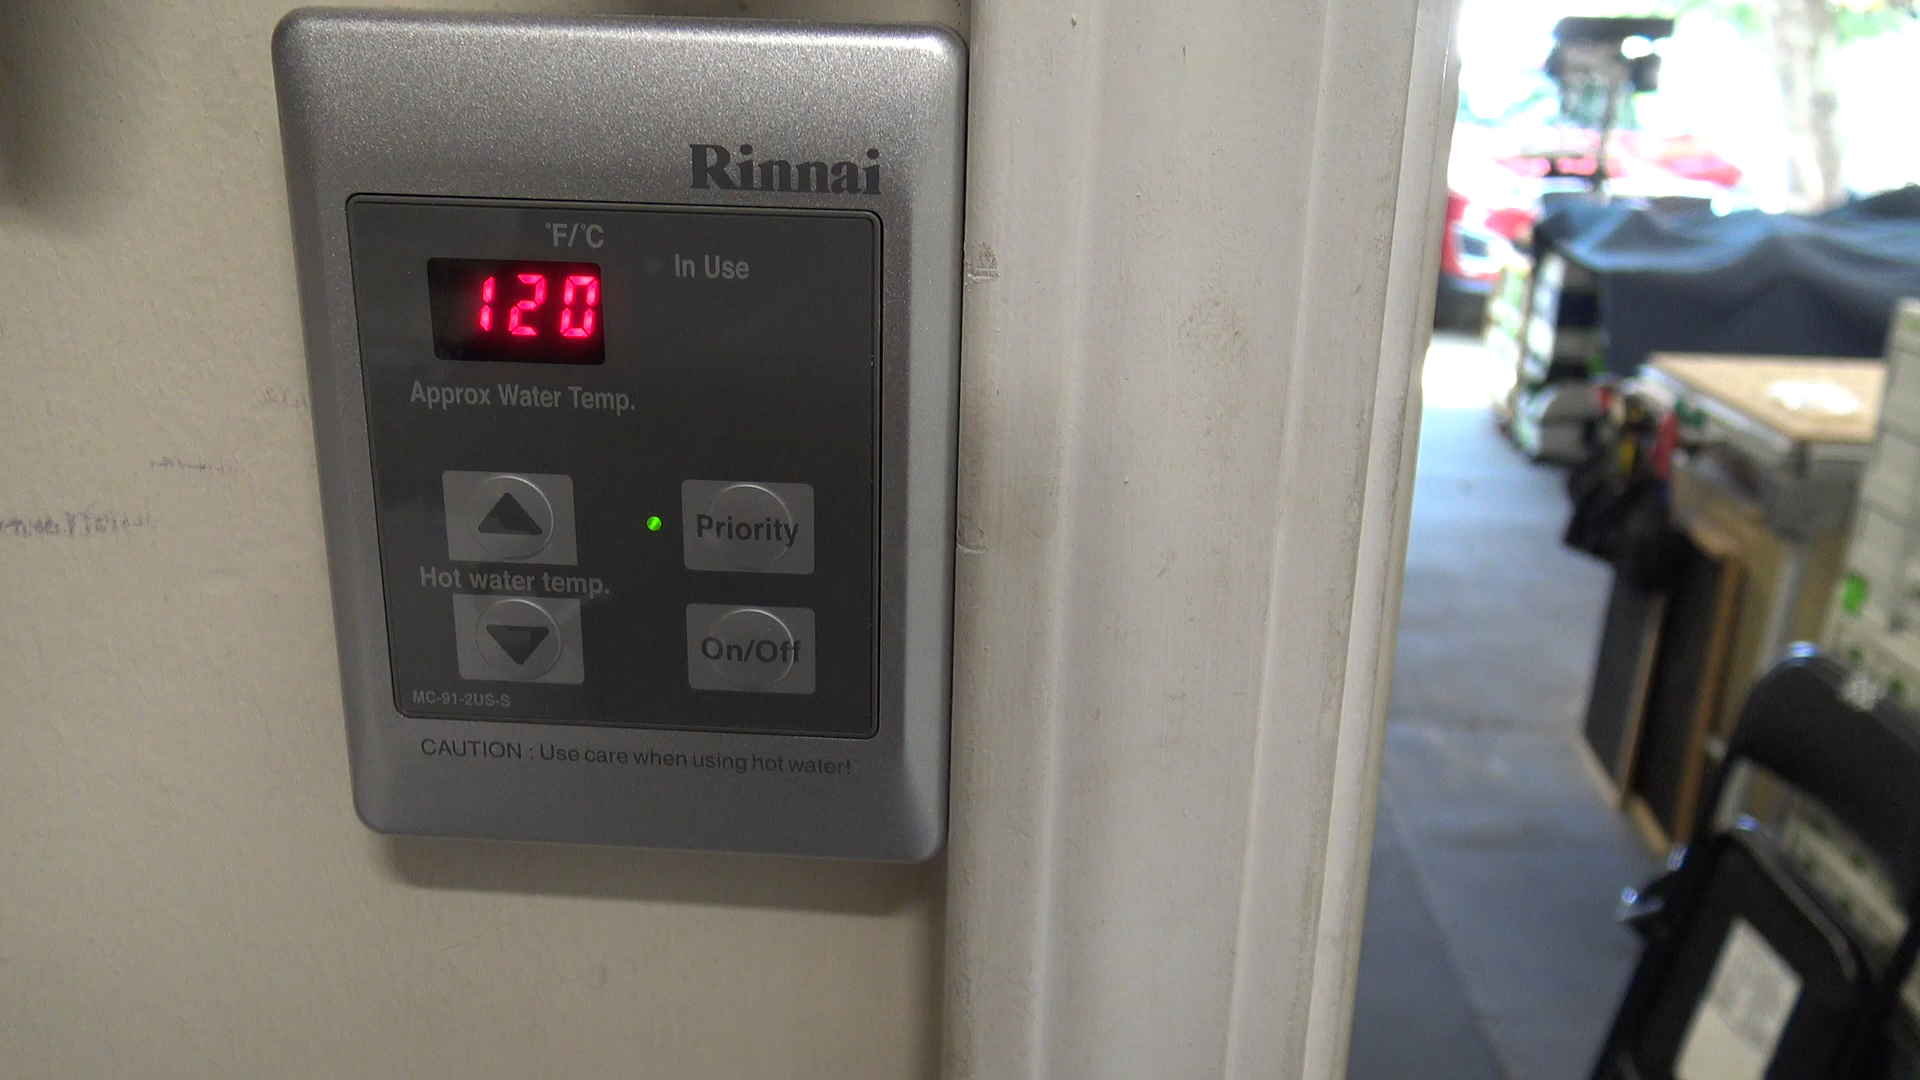 Rinnai
°F/°C
In Use
120
Approx Water Temp.
Priority
Hot water temp.
On/Off
MC-91-2US-S
CAUTION : Use care when using hot water!